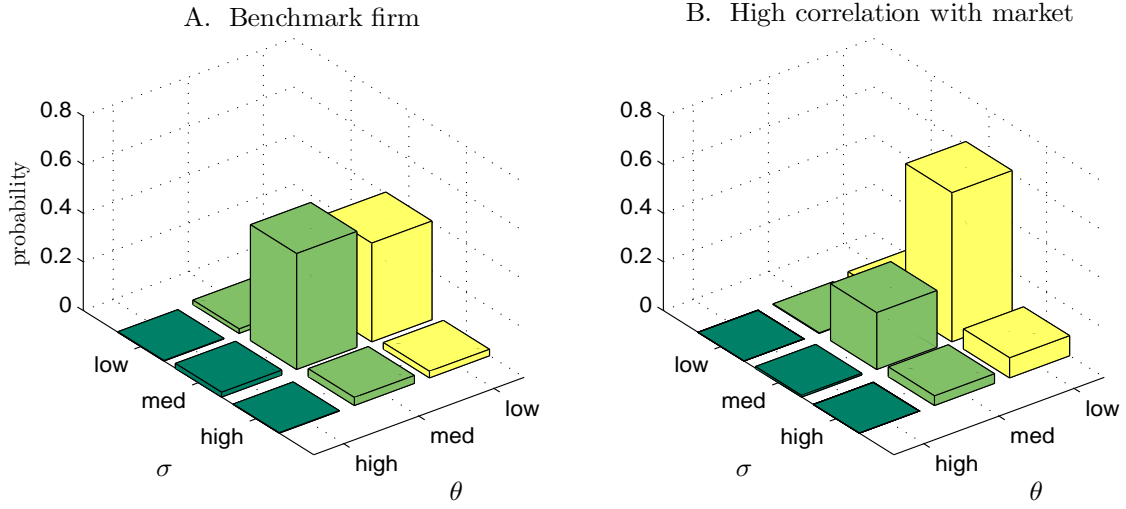 A. Benchmark firm
0.8
0.6
0.4
0.2
0
probability
low
med
high
σ
high
med
low
θ
B. High correlation with market
0.8
0.6
0.4
0.2
0
low
med
high
σ
high
med
low
θ